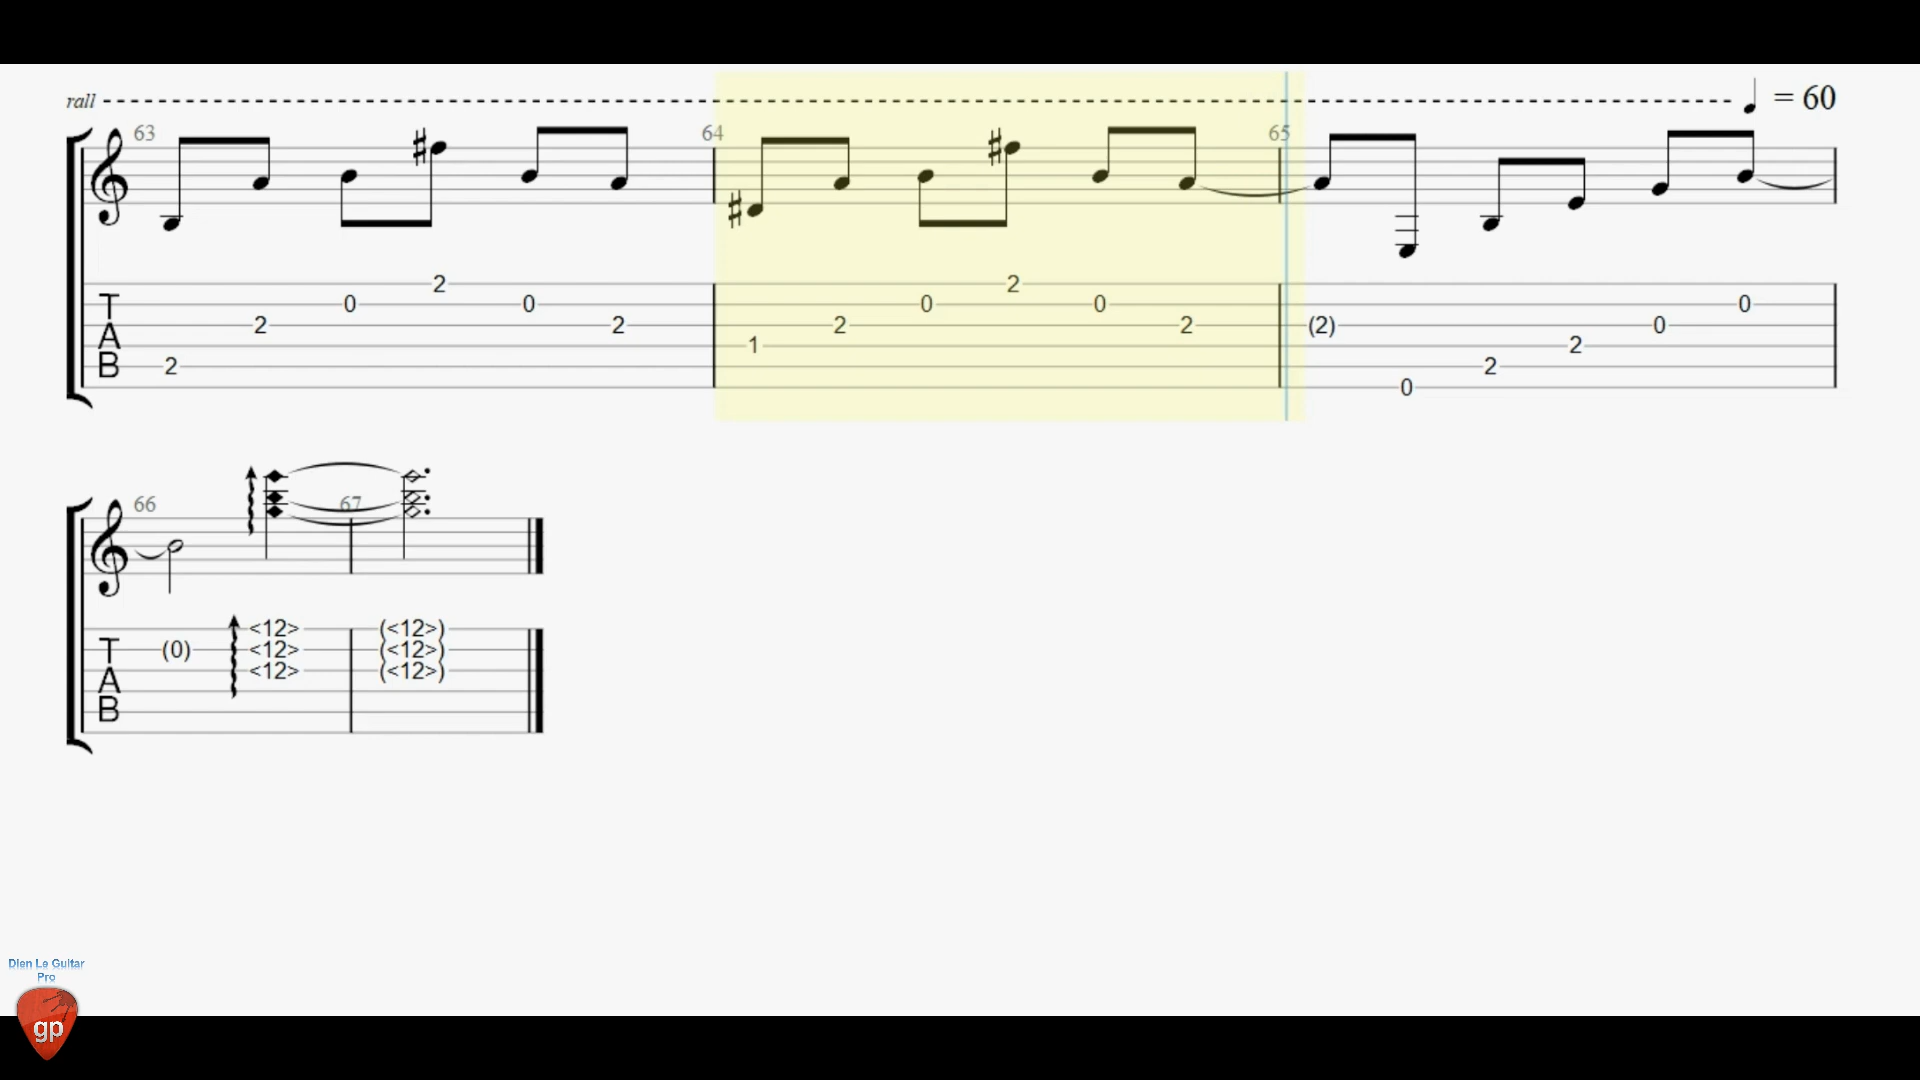 rall = 60
63 64 65
2 2
0 0 0 0 0
T 2 2 2 2 (2) 0
A 1 2
B 2 2
0
66 67
<12> (<12>)
T (0) <12> (<12>)
<12> (<12>)
A
B
Dien Le Guitar
Pro
gp